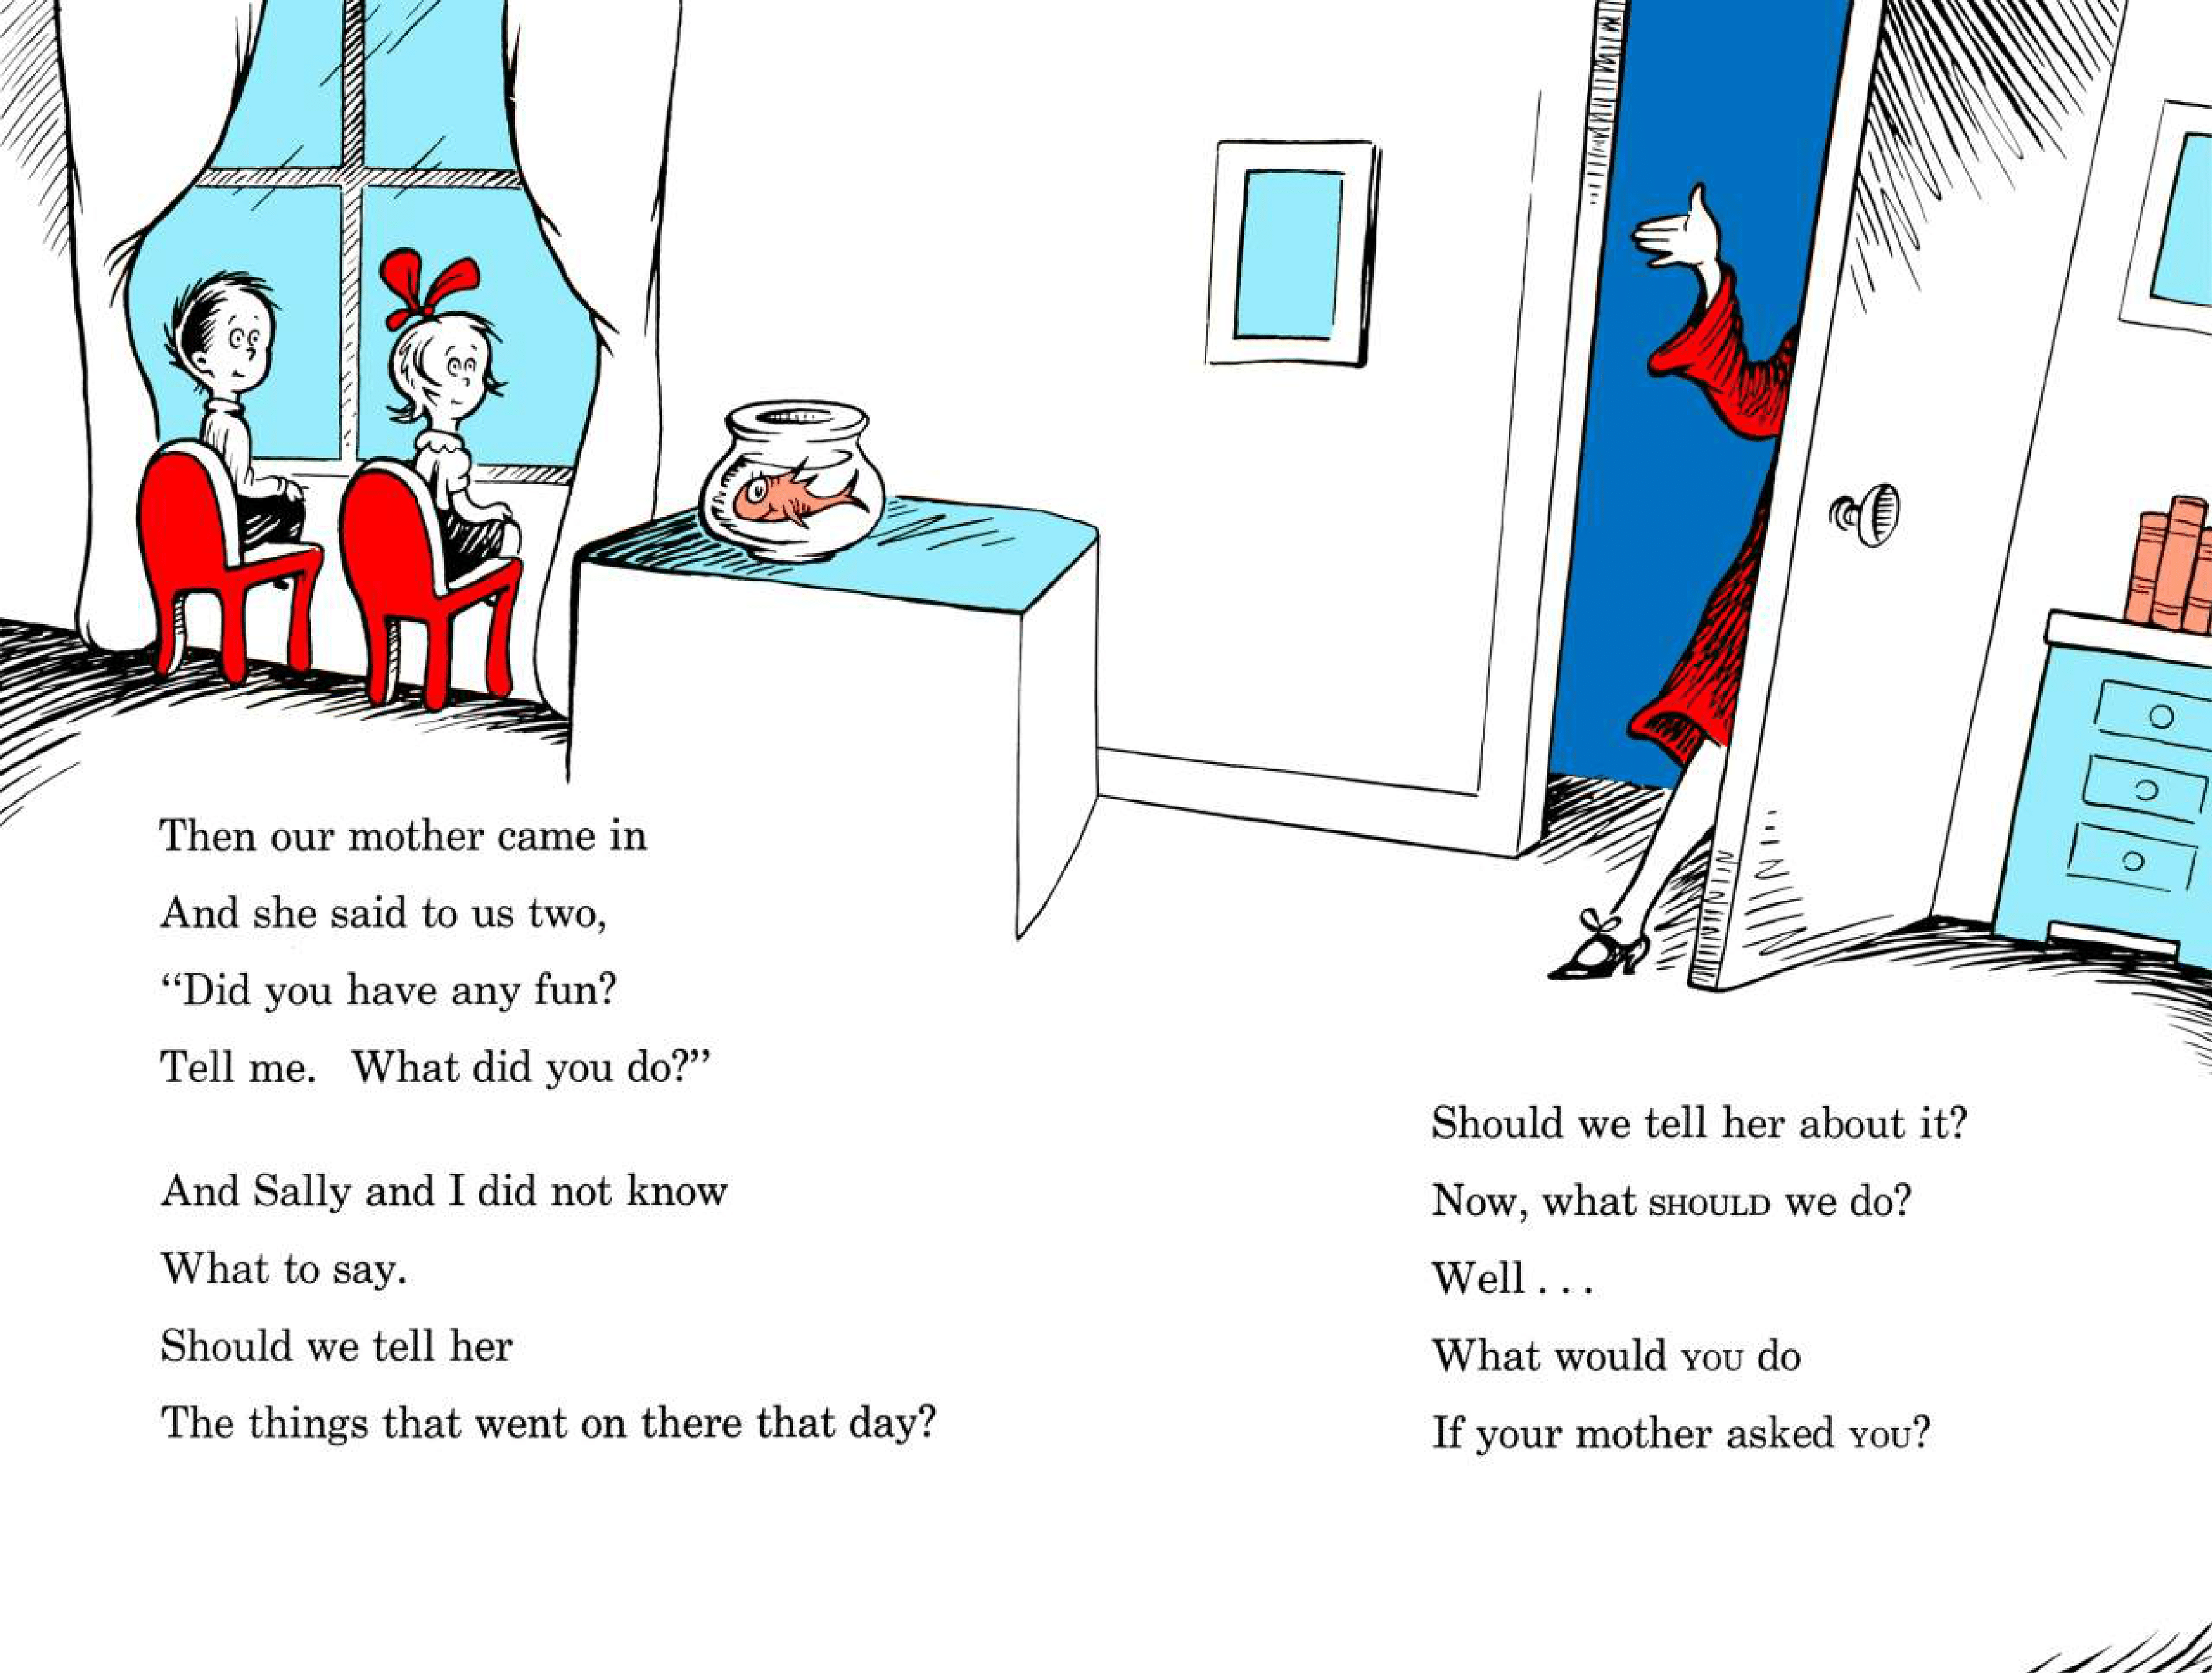 Then our mother came in
And she said to us two,
“Did you have any fun?
Tell me. What did you do?”
And Sally and I did not know
What to say.
Should we tell her
The things that went on there that day?
Should we tell her about it?
Now, what SHOULD we do?
Well . . .
What would YOU do
If your mother asked YOU?